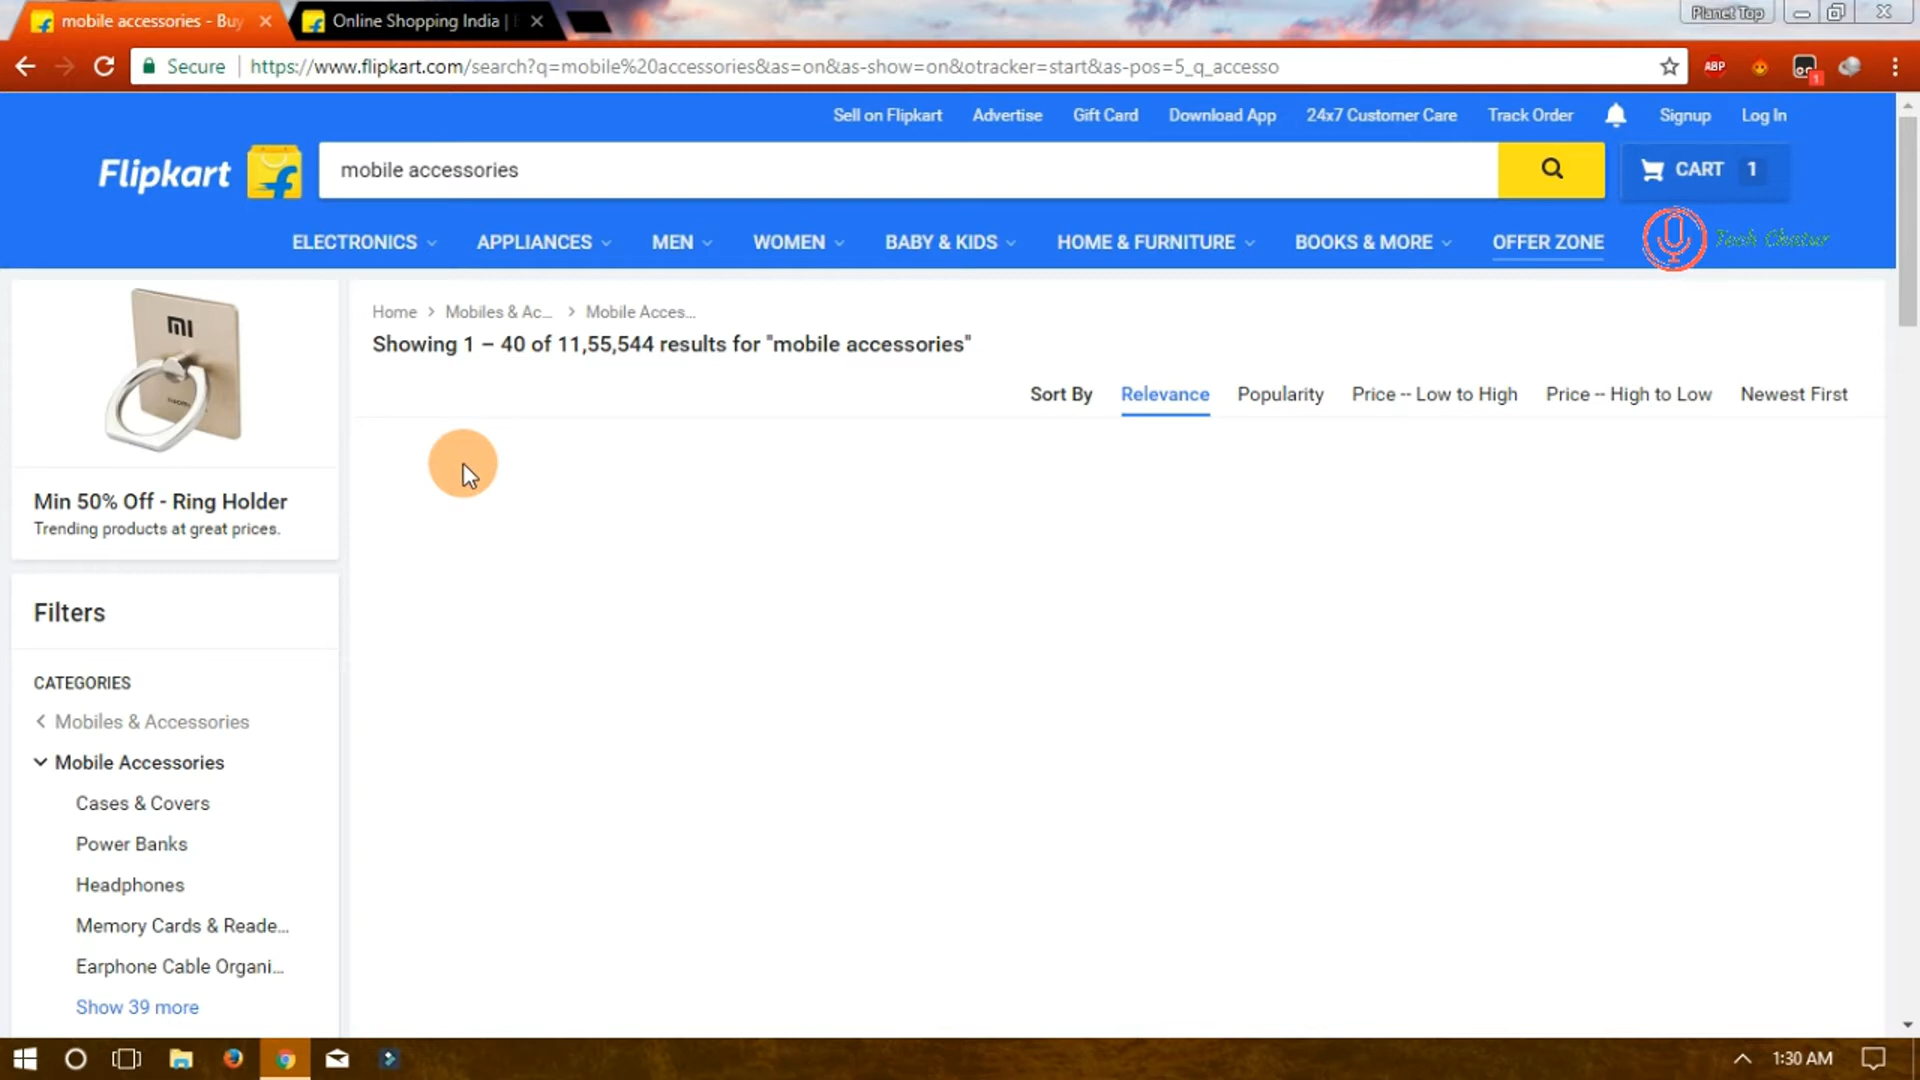 mobile accessories - Buy
Online Shopping India |
Planet Top
Secure
https://www.flipkart.com/search?q=mobile%20accessories&as=on&as-show=on&otracker=start&as-pos=5_q_accesso
ABP
1
Sell on Flipkart
Advertise
Gift Card
Download App
24x7 Customer Care
Track Order
Signup
Log In
Flipkart
mobile accessories
CART 1
ELECTRONICS
APPLIANCES
MEN
WOMEN
BABY & KIDS
HOME & FURNITURE
BOOKS & MORE
OFFER ZONE
Tech Chatur
mi
Home > Mobiles & Ac... > Mobile Acces...
Showing 1 – 40 of 11,55,544 results for "mobile accessories"
Sort By
Relevance
Popularity
Price -- Low to High
Price -- High to Low
Newest First
Min 50% Off - Ring Holder
Trending products at great prices.
Filters
CATEGORIES
Mobiles & Accessories
Mobile Accessories
Cases & Covers
Power Banks
Headphones
Memory Cards & Reade...
Earphone Cable Organi...
Show 39 more
1:30 AM